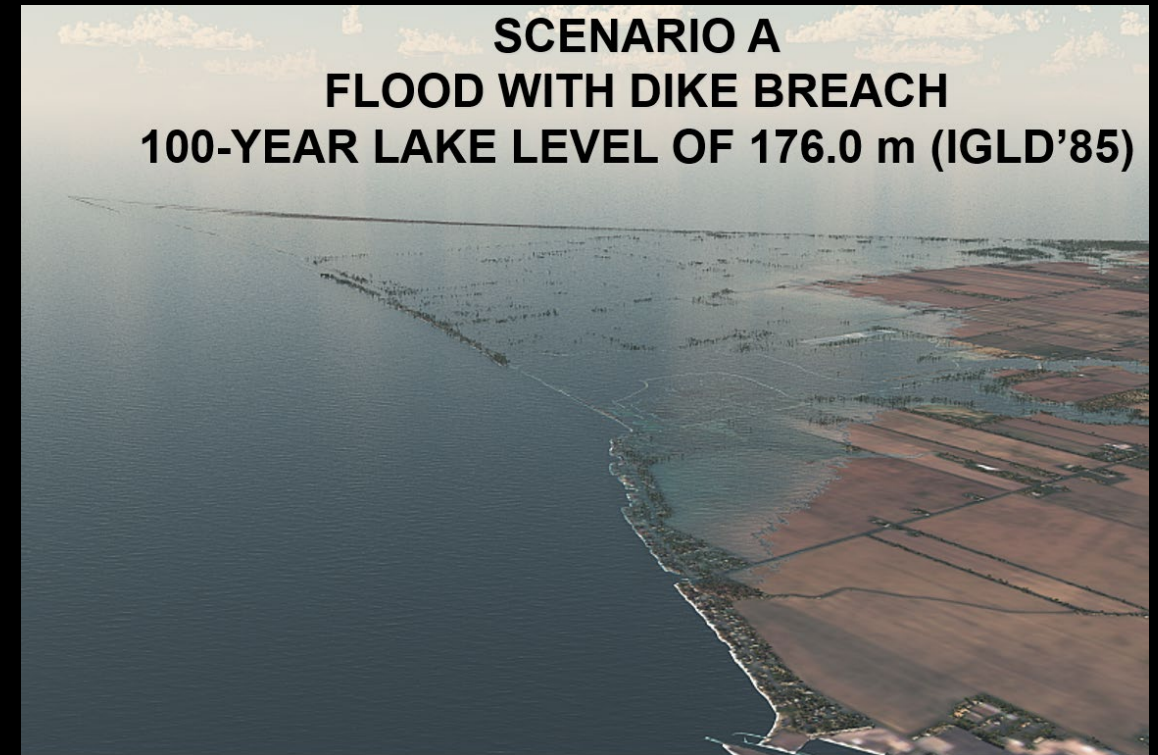 SCENARIO A
FLOOD WITH DIKE BREACH
100-YEAR LAKE LEVEL OF 176.0 m (IGLD’85)